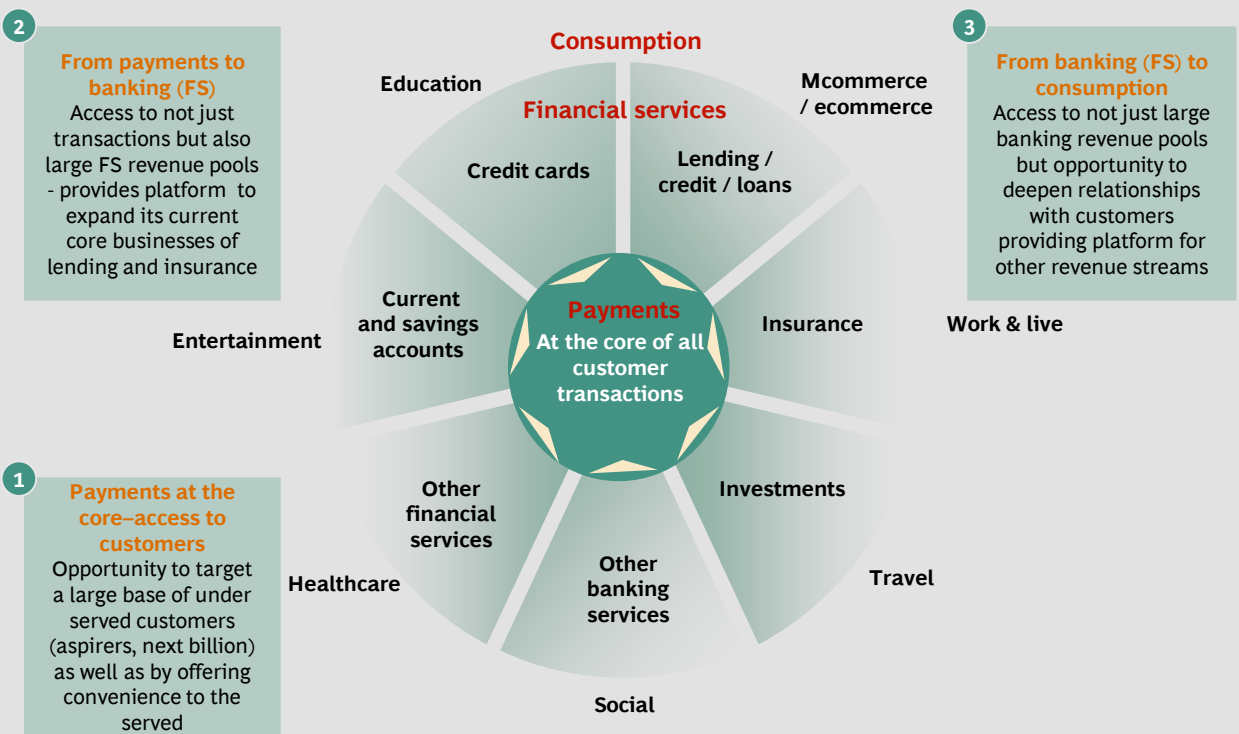 2
From payments to
banking (FS)
Access to not just
transactions but also
large FS revenue pools
- provides platform to
expand its current
core businesses of
lending and insurance
1
Payments at the
core–access to
customers
Opportunity to target
a large base of under
served customers
(aspirers, next billion)
as well as by offering
convenience to the
served
Consumption
Education
Mcommerce
/ ecommerce
Financial services
Credit cards
Lending /
credit / loans
Current
and savings
accounts
Entertainment
Payments
At the core of all
customer
transactions
Insurance
Work & live
Other
financial
services
Investments
Healthcare
Other
banking
services
Travel
Social
3
From banking (FS) to
consumption
Access to not just large
banking revenue pools
but opportunity to
deepen relationships
with customers
providing platform for
other revenue streams